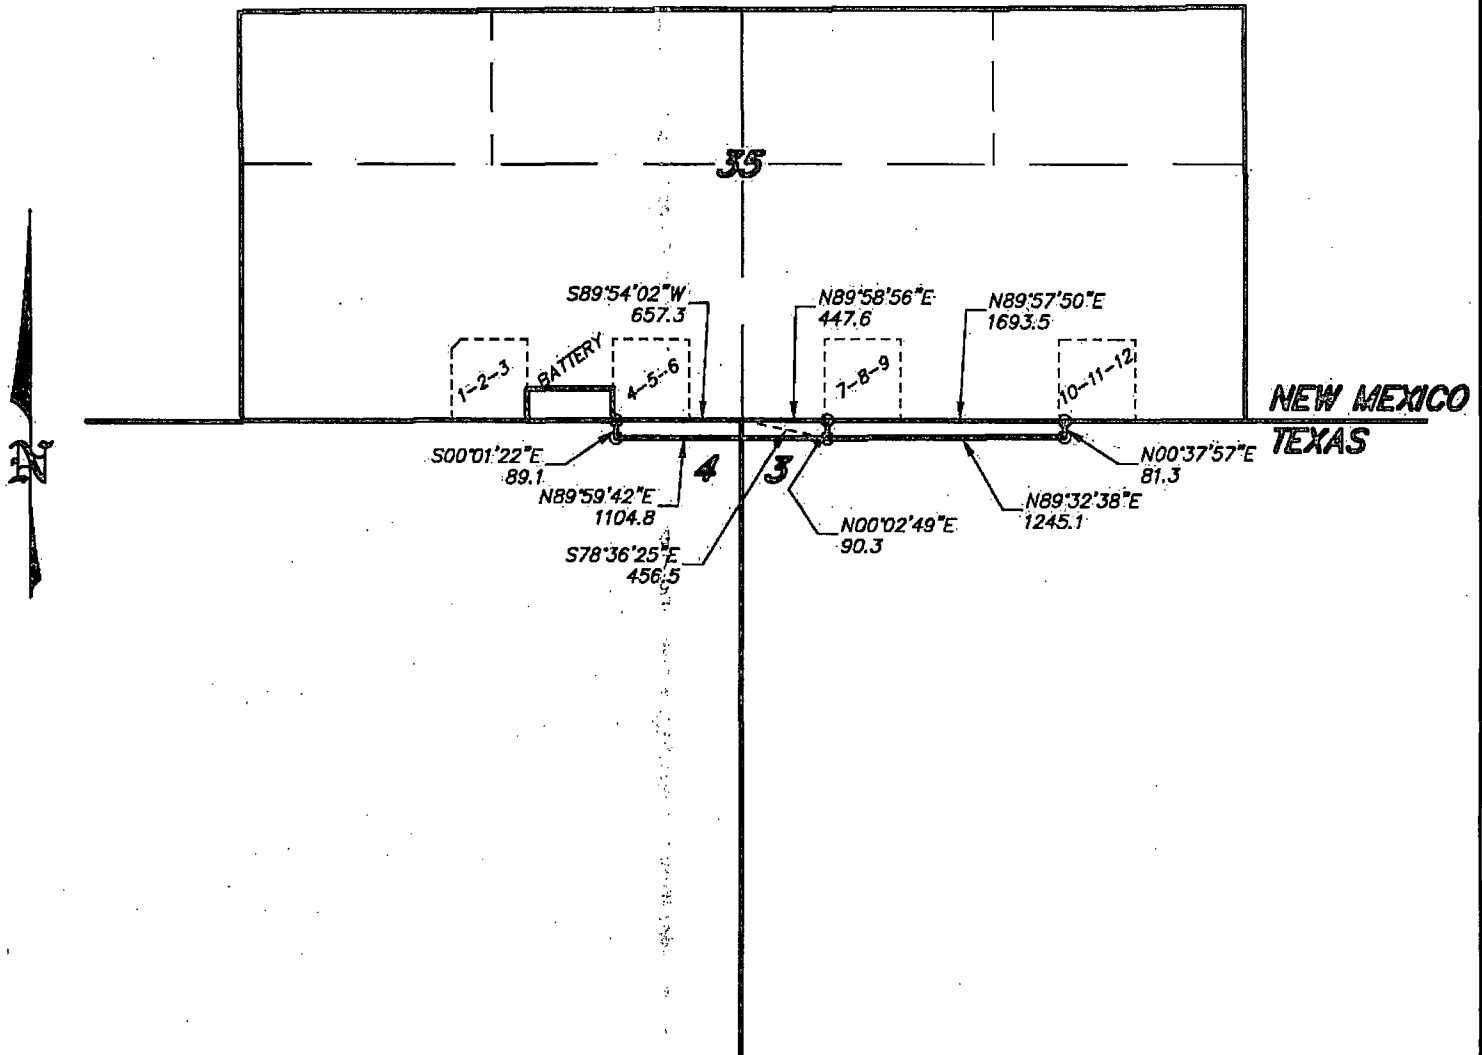 35
S89°54'02"W
657.3
N89°58'56"E
447.6
N89°57'50"E
1693.5
1-2-3
BATTERY
4-5-6
7-8-9
10-11-12
NEW MEXICO
TEXAS
S00°01'22"E
89.1
N89°59'42"E
1104.8
4
3
S78°36'25"E
456.5
N00°02'49"E
90.3
N89°32'38"E
1245.1
N00°37'57"E
81.3
N